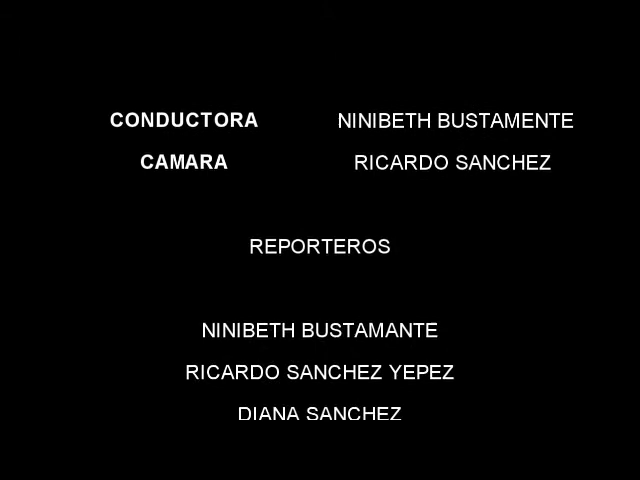 CONDUCTORA NINIBETH BUSTAMENTE
CAMARA RICARDO SANCHEZ
REPORTEROS
NINIBETH BUSTAMANTE
RICARDO SANCHEZ YEPEZ
DIANA SANCHEZ